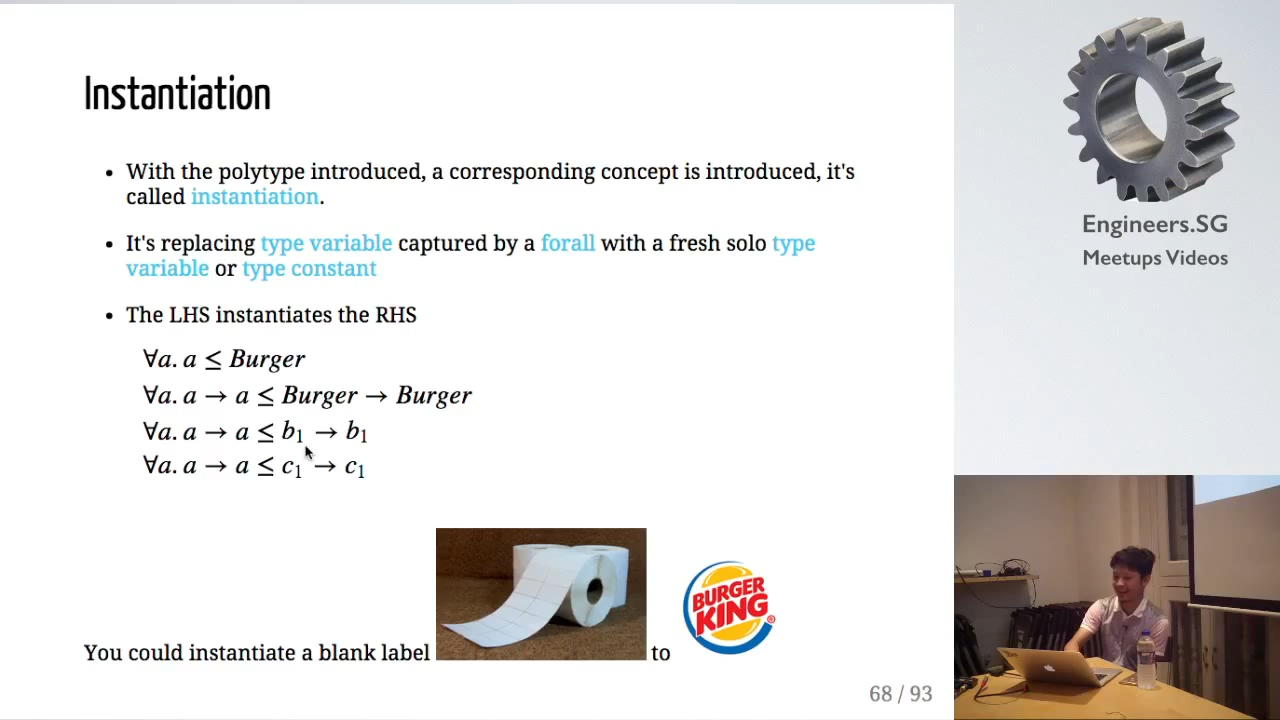 Instantiation
• With the polytype introduced, a corresponding concept is introduced, it's
called instantiation.
• It's replacing type variable captured by a forall with a fresh solo type
variable or type constant
• The LHS instantiates the RHS
∀a. a ≤ Burger
∀a. a → a ≤ Burger → Burger
∀a. a → a ≤ b₁ → b₁
∀a. a → a ≤ c₁ → c₁
You could instantiate a blank label to
BURGER
KING®
68 / 93
Engineers.SG
Meetups Videos